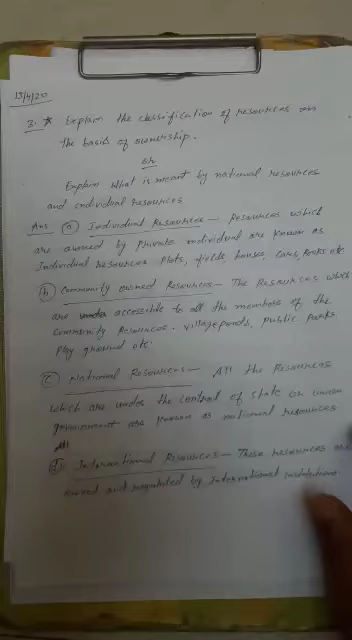 13/4/20
3. * Explain the classification of resources on
the basis of ownership.
or
Explain what is meant by national resources
and individual resources
Ans (a) Individual Resources - Resources which
are owned by private individual are known as
Individual resources Plots, fields, houses, cars, books etc
(b) Community owned Resources - The Resources which
are accessible to all the members of the
community Resources. village ponds, public parks,
Play ground etc.
(c) National Resources - All the Resources
which are under the control of state or union
government are known as national resources
(d) International Resources - These resources are
owned and regulated by International institutions.